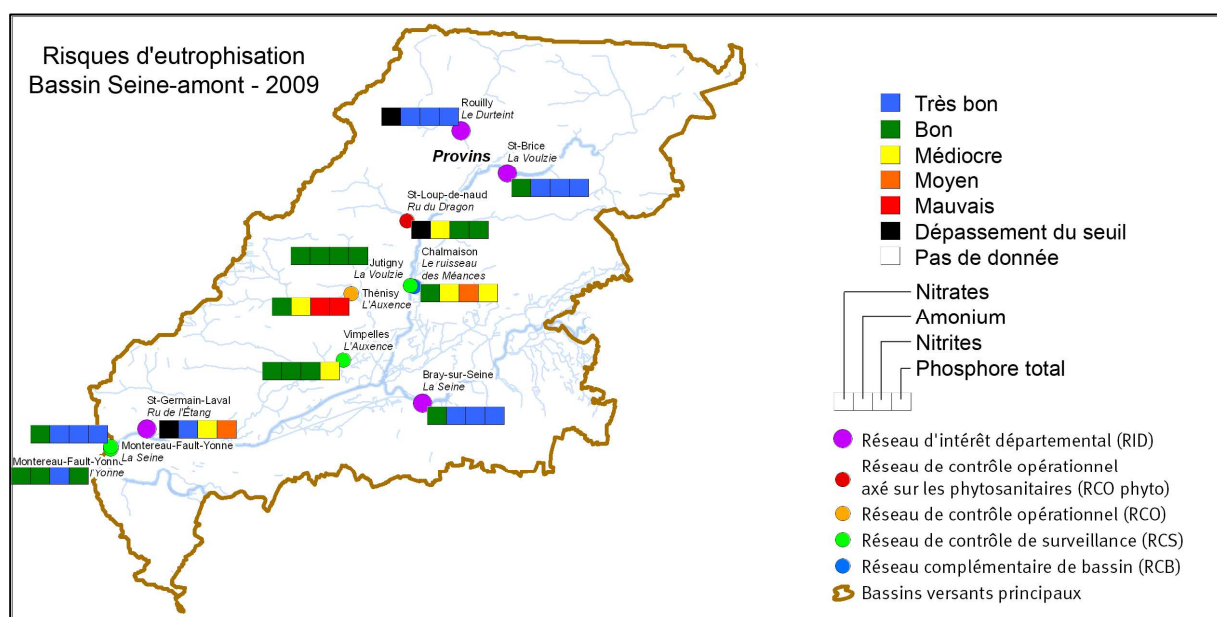 Risques d'eutrophisation
Bassin Seine-amont - 2009
Rouilly
Le Durteint
Provins
St-Brice
La Voulzie
St-Loup-de-naud
Ru du Dragon
Jutigny
La Voulzie
Chalmaison
Le ruisseau
des Méances
Thénisy
L'Auxence
Vimpelles
L'Auxence
Bray-sur-Seine
La Seine
St-Germain-Laval
Ru de l'Étang
Montereau-Fault-Yonne
La Seine
Montereau-Fault-Yonne
l'Yonne
Très bon
Bon
Médiocre
Moyen
Mauvais
Dépassement du seuil
Pas de donnée
Nitrates
Amonium
Nitrites
Phosphore total
Réseau d'intérêt départemental (RID)
Réseau de contrôle opérationnel
axé sur les phytosanitaires (RCO phyto)
Réseau de contrôle opérationnel (RCO)
Réseau de contrôle de surveillance (RCS)
Réseau complémentaire de bassin (RCB)
Bassins versants principaux